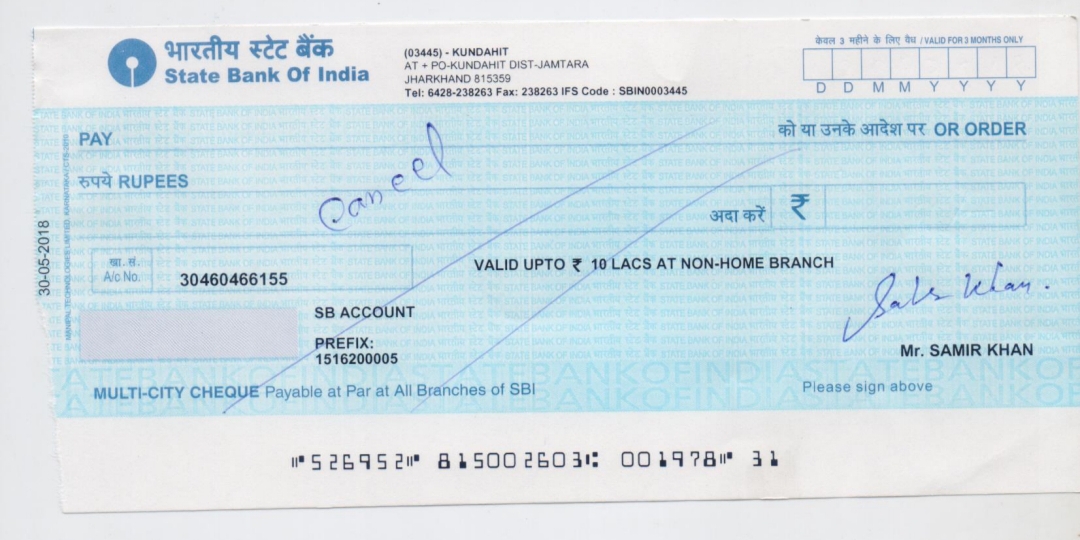 भारतीय स्टेट बैंक
State Bank Of India
(03445) - KUNDAHIT
AT + PO-KUNDAHIT DIST-JAMTARA
JHARKHAND 815359
Tel: 6428-238263 Fax: 238263 IFS Code : SBIN0003445
केवल 3 महीने के लिए वैध / VALID FOR 3 MONTHS ONLY
D D M M Y Y Y Y
PAY
को या उनके आदेश पर OR ORDER
रुपये RUPEES
Cancel
अदा करें ₹
30-05-2018
खा. सं.
A/c No. 30460466155
VALID UPTO ₹ 10 LACS AT NON-HOME BRANCH
SB ACCOUNT
PREFIX:
1516200005
Mr. SAMIR KHAN
MULTI-CITY CHEQUE Payable at Par at All Branches of SBI
Please sign above
STATEBANKOFINDIASTATEBANKOF
⑈526952⑈ 815002603⑆ 001978⑈ 31